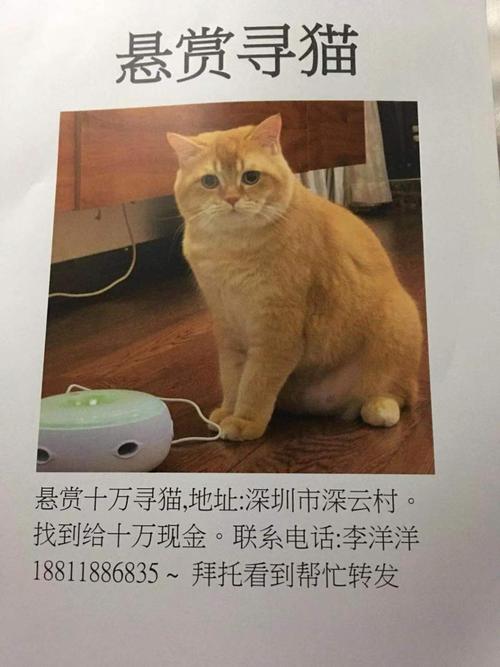 悬赏寻猫
悬赏十万寻猫,地址:深圳市深云村。
找到给十万现金。联系电话:李洋洋
18811886835 ~ 拜托看到帮忙转发